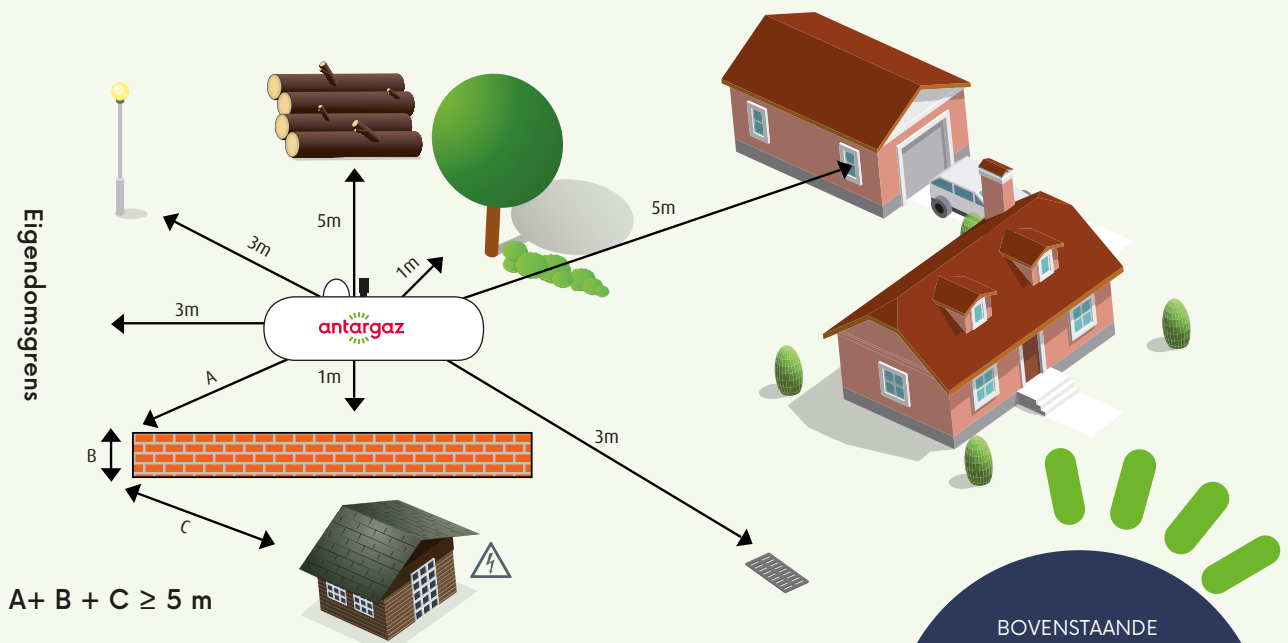 5m
5m
3m
1m
Eigendomsgrens
3m
antargaz
A
1m
3m
B
C
A+ B + C ≥ 5 m
BOVENSTAANDE